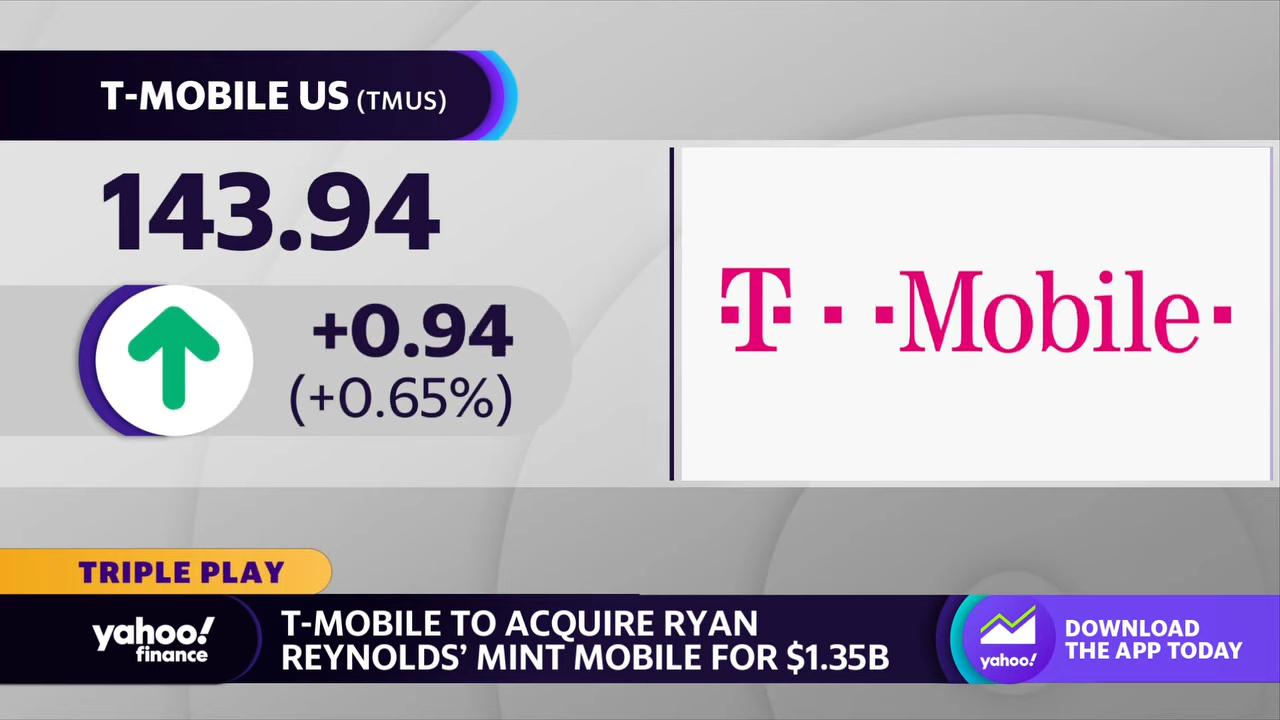 T-MOBILE US (TMUS)
143.94
+0.94
(+0.65%)
T Mobile
TRIPLE PLAY
yahoo!
finance
T-MOBILE TO ACQUIRE RYAN
REYNOLDS' MINT MOBILE FOR $1.35B
yahoo!
DOWNLOAD
THE APP TODAY